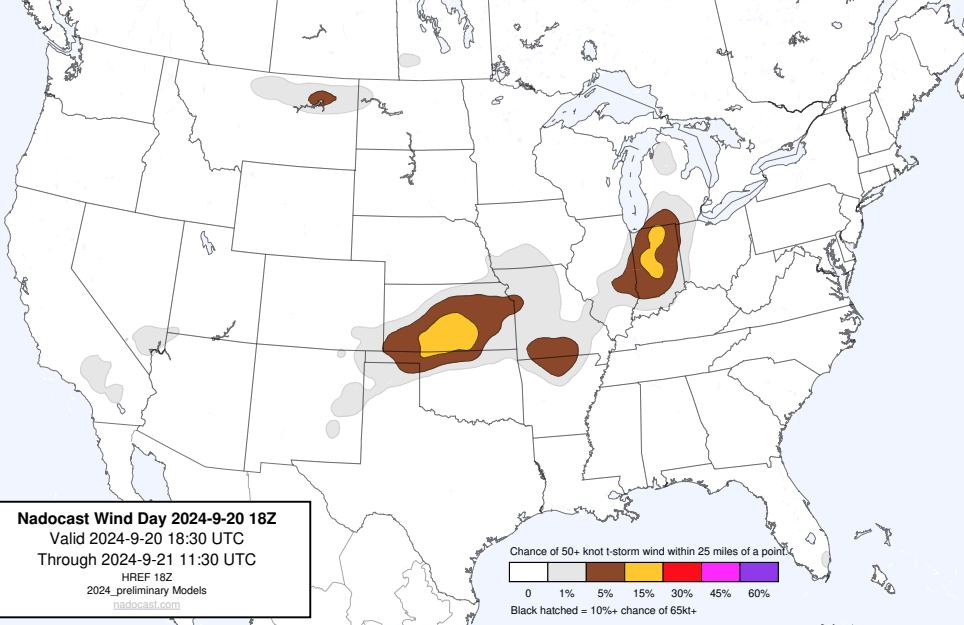 Nadocast Wind Day 2024-9-20 18Z
Valid 2024-9-20 18:30 UTC
Through 2024-9-21 11:30 UTC
HREF 18Z
2024_preliminary Models
nadocast.com
Chance of 50+ knot t-storm wind within 25 miles of a point.
0 1% 5% 15% 30% 45% 60%
Black hatched = 10%+ chance of 65kt+